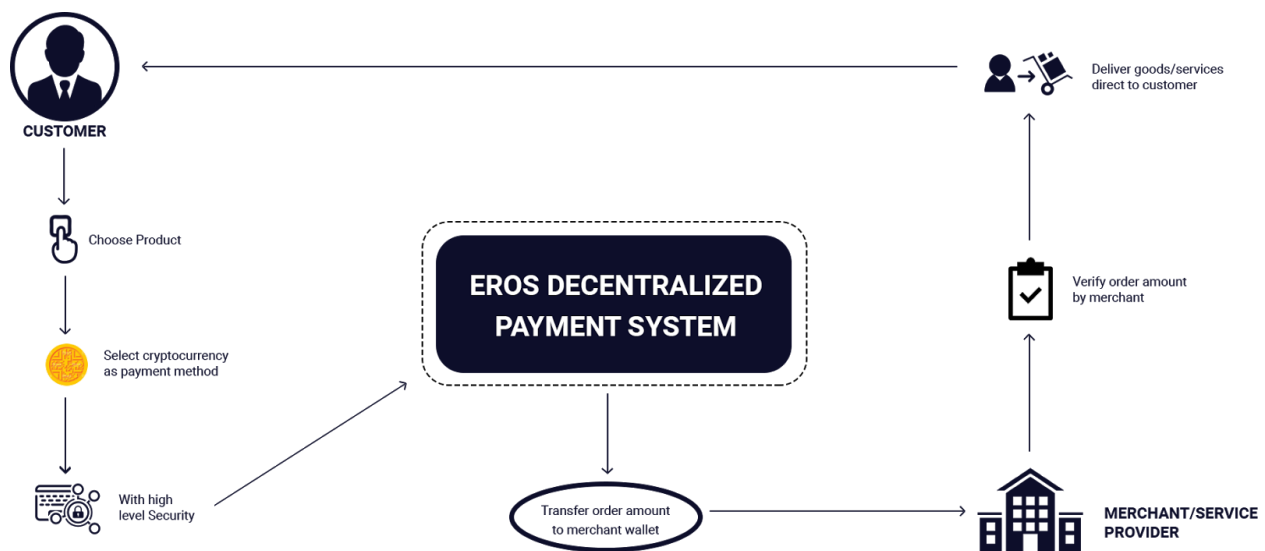 CUSTOMER
Choose Product
Select cryptocurrency
as payment method
With high
level Security
EROS DECENTRALIZED
PAYMENT SYSTEM
Transfer order amount
to merchant wallet
MERCHANT/SERVICE
PROVIDER
Verify order amount
by merchant
Deliver goods/services
direct to customer